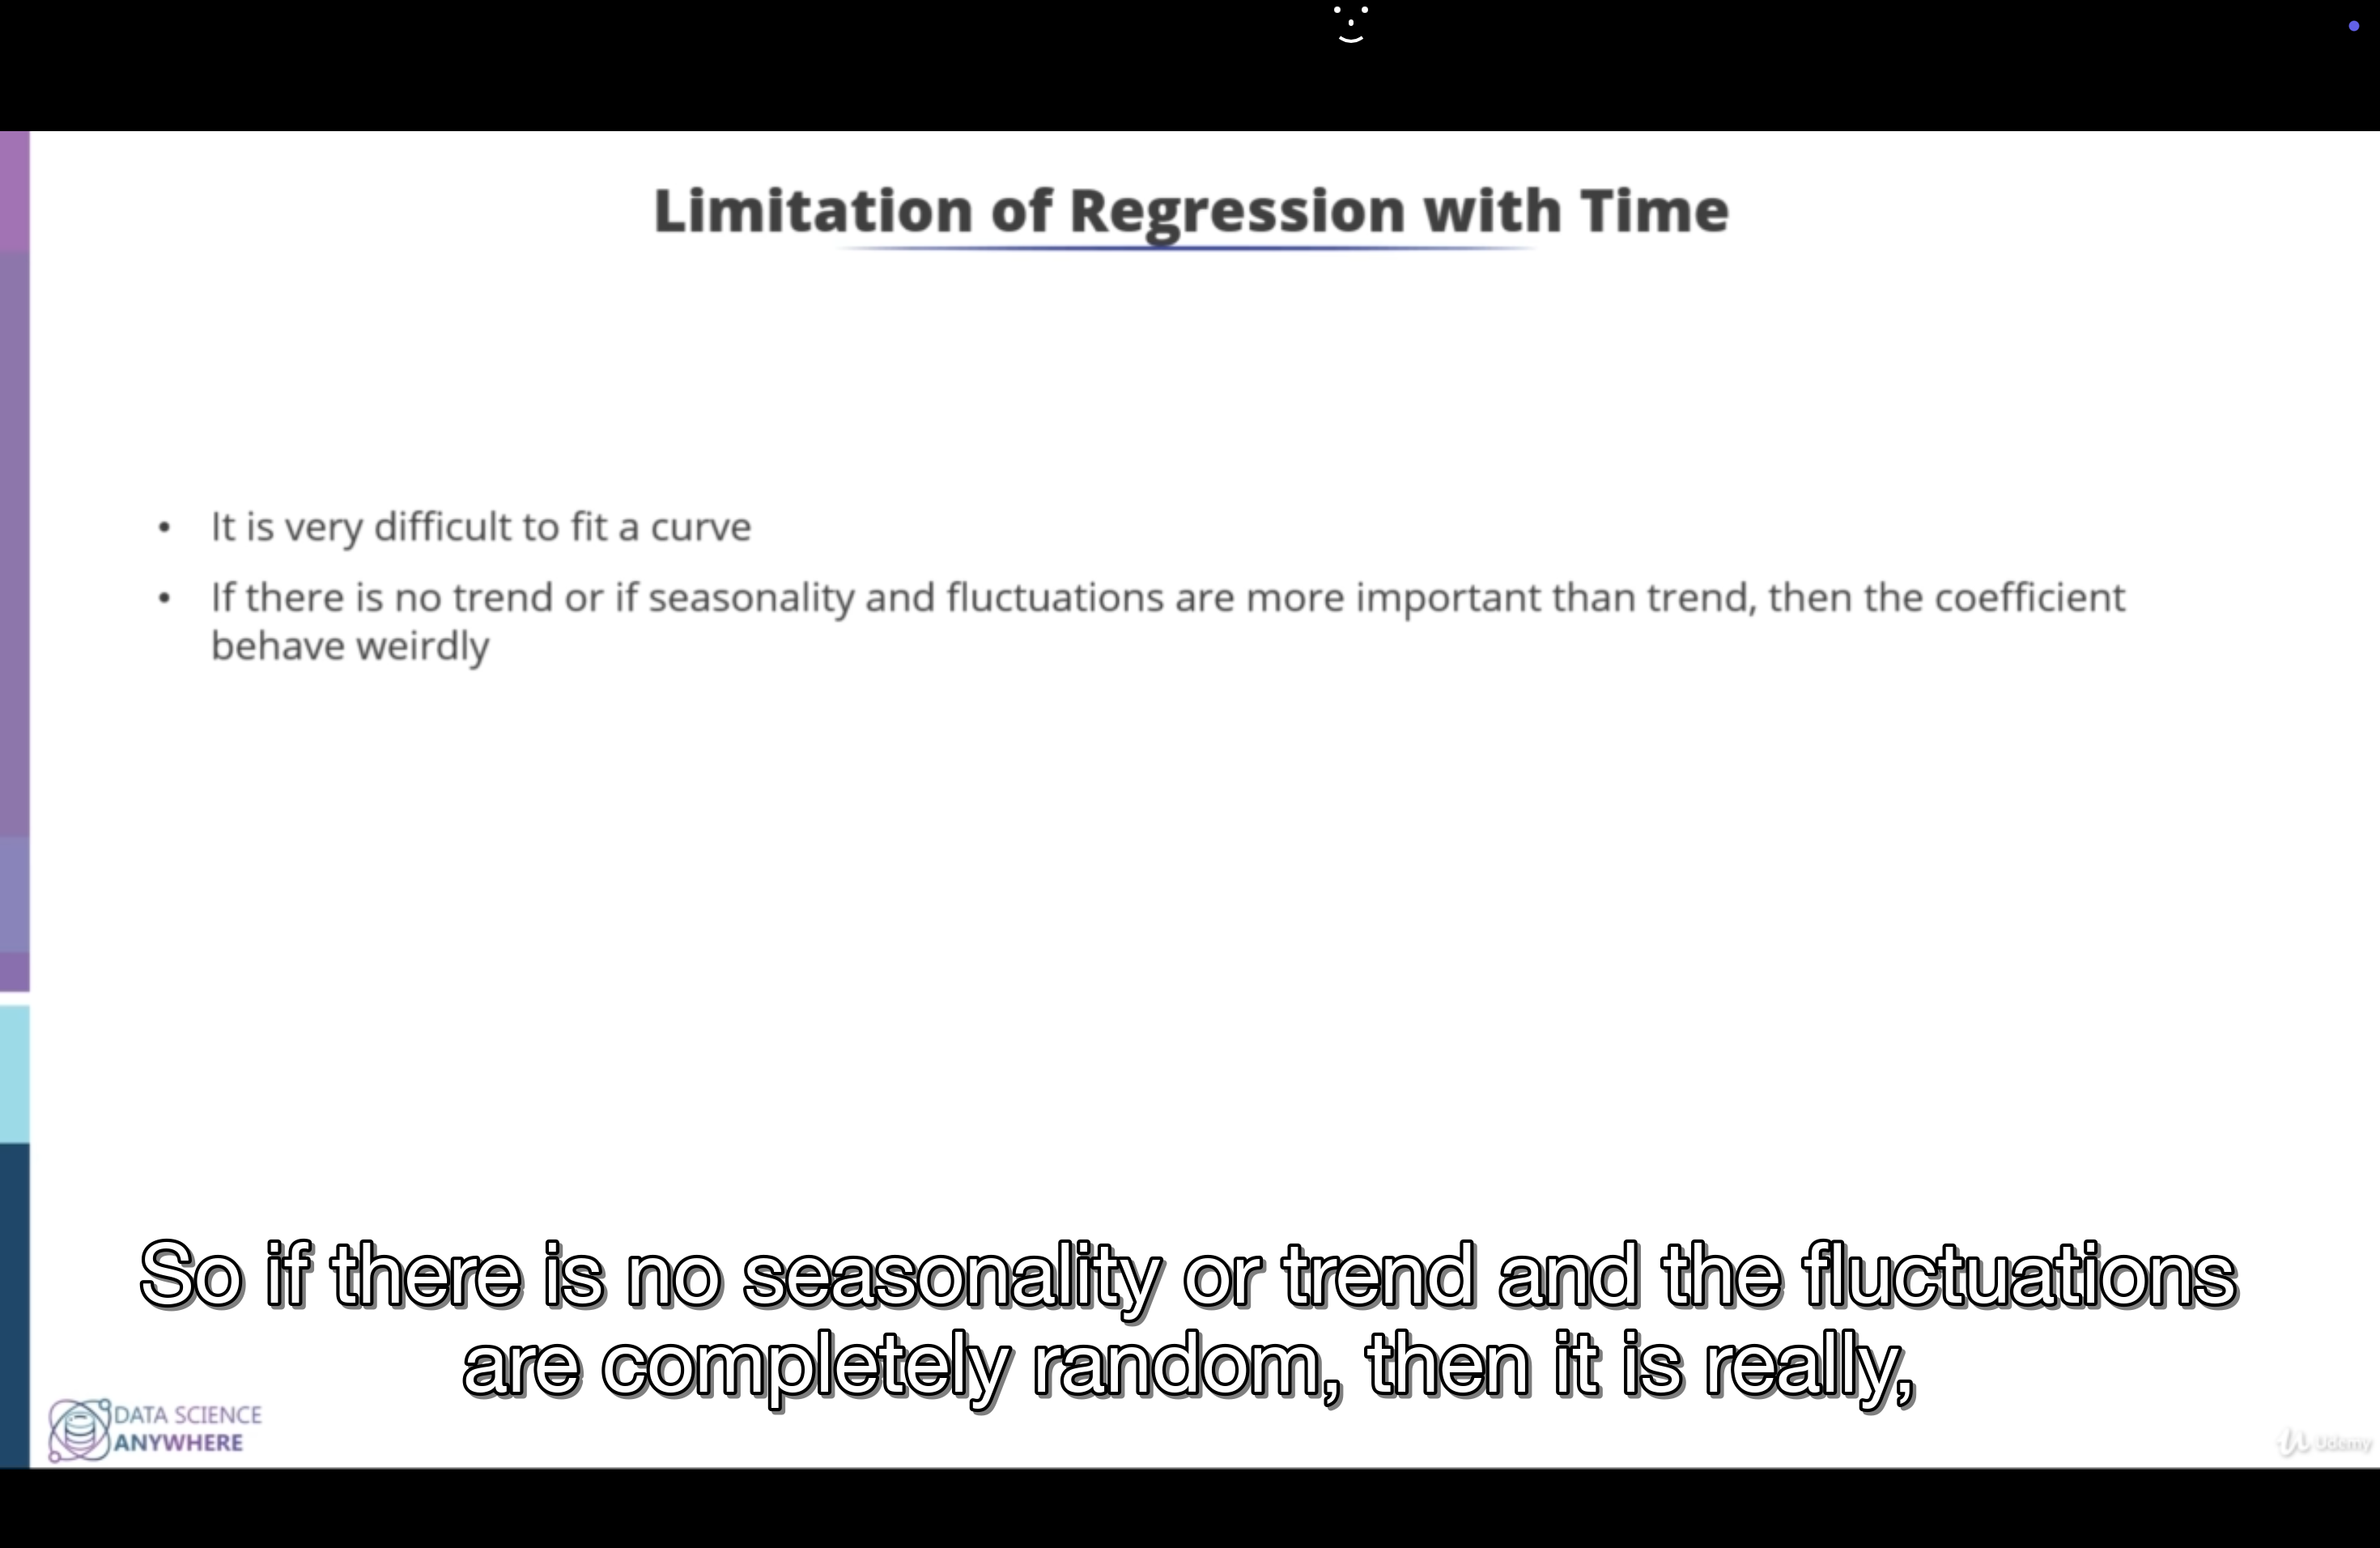 Limitation of Regression with Time
• It is very difficult to fit a curve
• If there is no trend or if seasonality and fluctuations are more important than trend, then the coefficient
behave weirdly
So if there is no seasonality or trend and the fluctuations
are completely random, then it is really,
DATA SCIENCE
ANYWHERE
Udemy